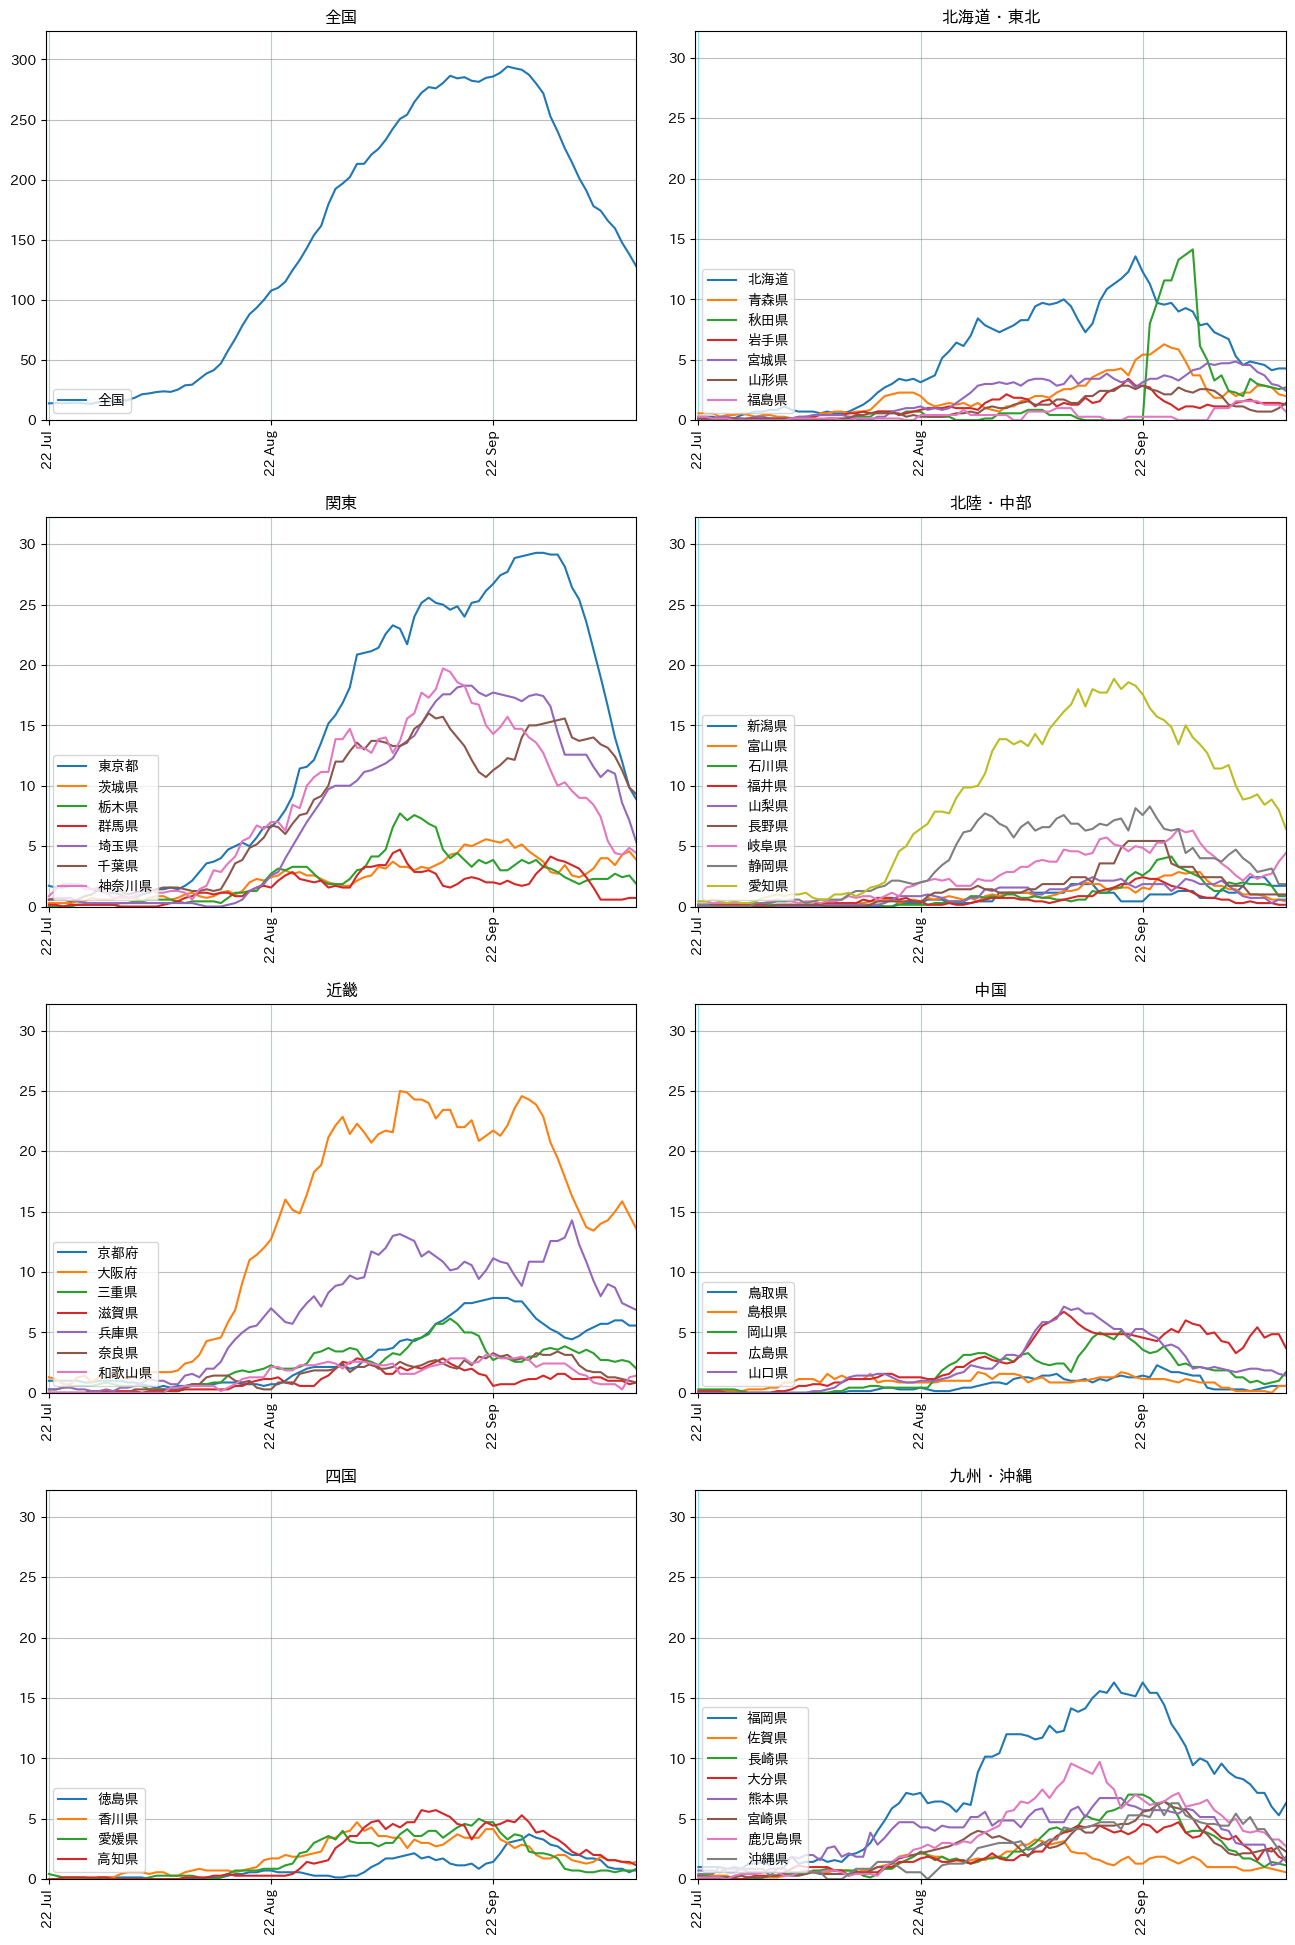 全国
300
250
200
150
100
50
0
全国
22 Jul
22 Aug
22 Sep
北海道・東北
30
25
20
15
10
5
0
北海道
青森県
秋田県
岩手県
宮城県
山形県
福島県
22 Jul
22 Aug
22 Sep
関東
30
25
20
15
10
5
0
東京都
茨城県
栃木県
群馬県
埼玉県
千葉県
神奈川県
22 Jul
22 Aug
22 Sep
北陸・中部
30
25
20
15
10
5
0
新潟県
富山県
石川県
福井県
山梨県
長野県
岐阜県
静岡県
愛知県
22 Jul
22 Aug
22 Sep
近畿
30
25
20
15
10
5
0
京都府
大阪府
三重県
滋賀県
兵庫県
奈良県
和歌山県
22 Jul
22 Aug
22 Sep
中国
30
25
20
15
10
5
0
鳥取県
島根県
岡山県
広島県
山口県
22 Jul
22 Aug
22 Sep
四国
30
25
20
15
10
5
0
徳島県
香川県
愛媛県
高知県
22 Jul
22 Aug
22 Sep
九州・沖縄
30
25
20
15
10
5
0
福岡県
佐賀県
長崎県
大分県
熊本県
宮崎県
鹿児島県
沖縄県
22 Jul
22 Aug
22 Sep